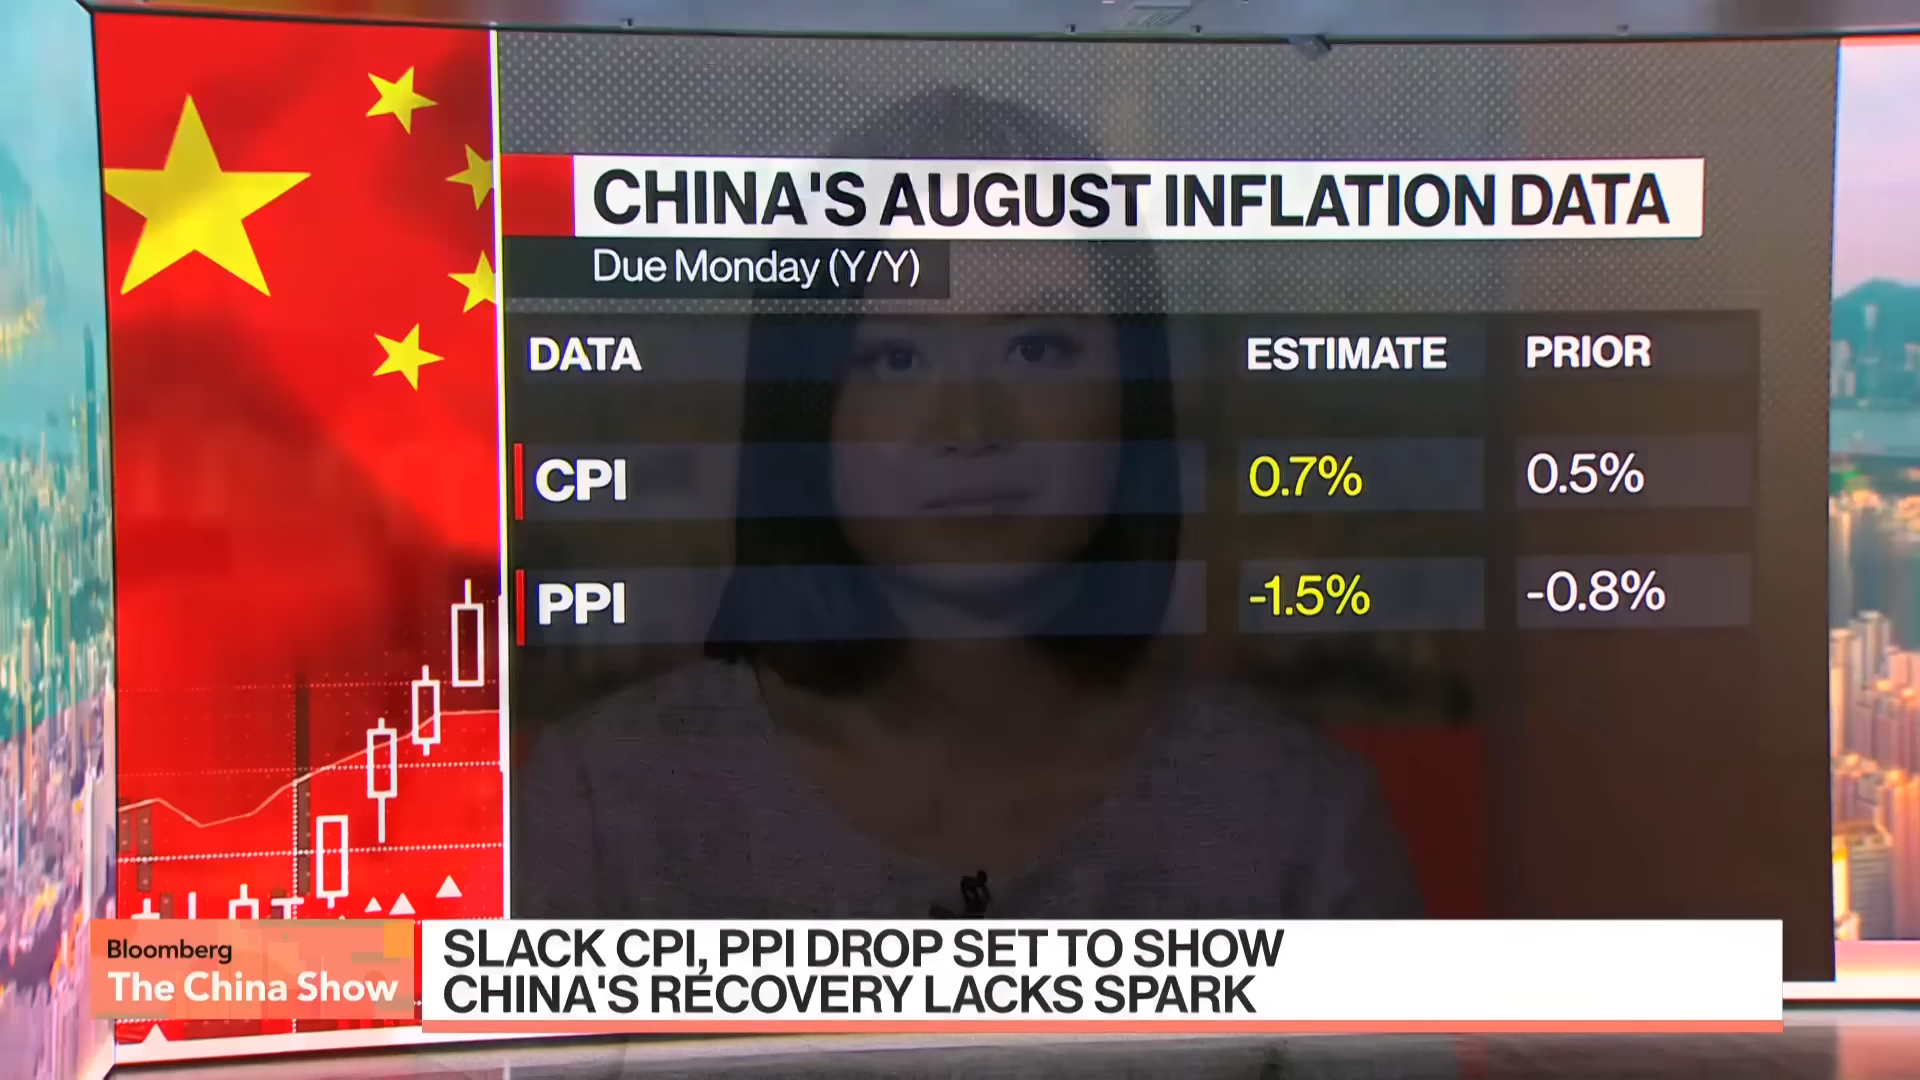 CHINA'S AUGUST INFLATION DATA
Due Monday (Y/Y)
DATA ESTIMATE PRIOR
CPI 0.7% 0.5%
PPI -1.5% -0.8%
Bloomberg
The China Show
SLACK CPI, PPI DROP SET TO SHOW
CHINA'S RECOVERY LACKS SPARK